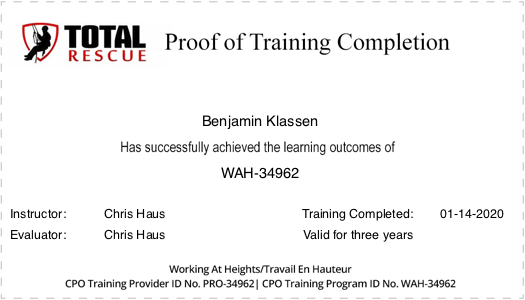 TOTAL
RESCUE
Proof of Training Completion
Benjamin Klassen
Has successfully achieved the learning outcomes of
WAH-34962
Instructor: Chris Haus Training Completed: 01-14-2020
Evaluator: Chris Haus Valid for three years
Working At Heights/Travail En Hauteur
CPO Training Provider ID No. PRO-34962| CPO Training Program ID No. WAH-34962